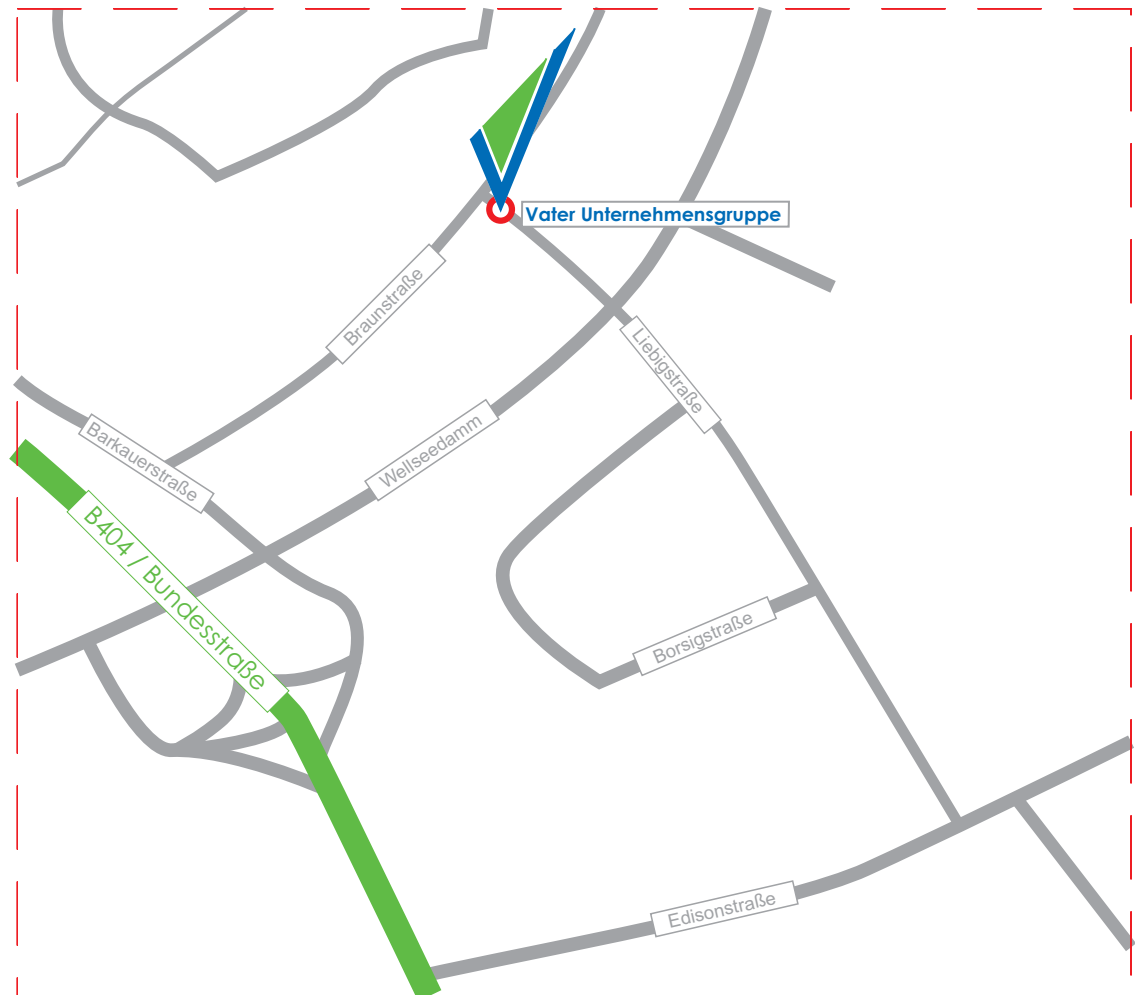 Vater Unternehmensgruppe
Braunstraße
Liebigstraße
Barkauerstraße
Wellseedamm
B404 / Bundesstraße
Borsigstraße
Edisonstraße